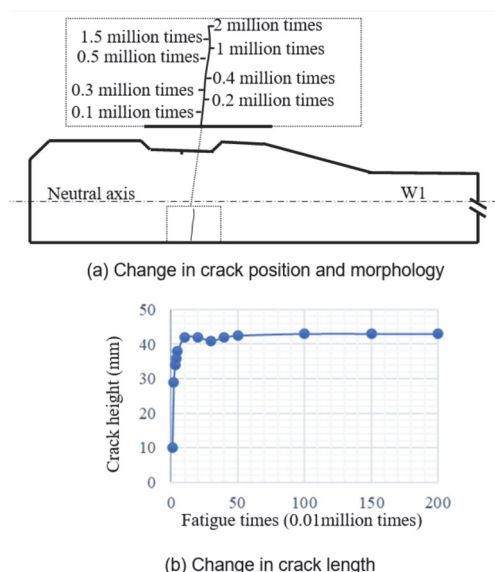 2 million times
1.5 million times
1 million times
0.5 million times
0.4 million times
0.3 million times
0.2 million times
0.1 million times
Neutral axis
W1
(a) Change in crack position and morphology
50
40
30
20
10
0
Crack height (mm)
0 50 100 150 200
Fatigue times (0.01million times)
(b) Change in crack length